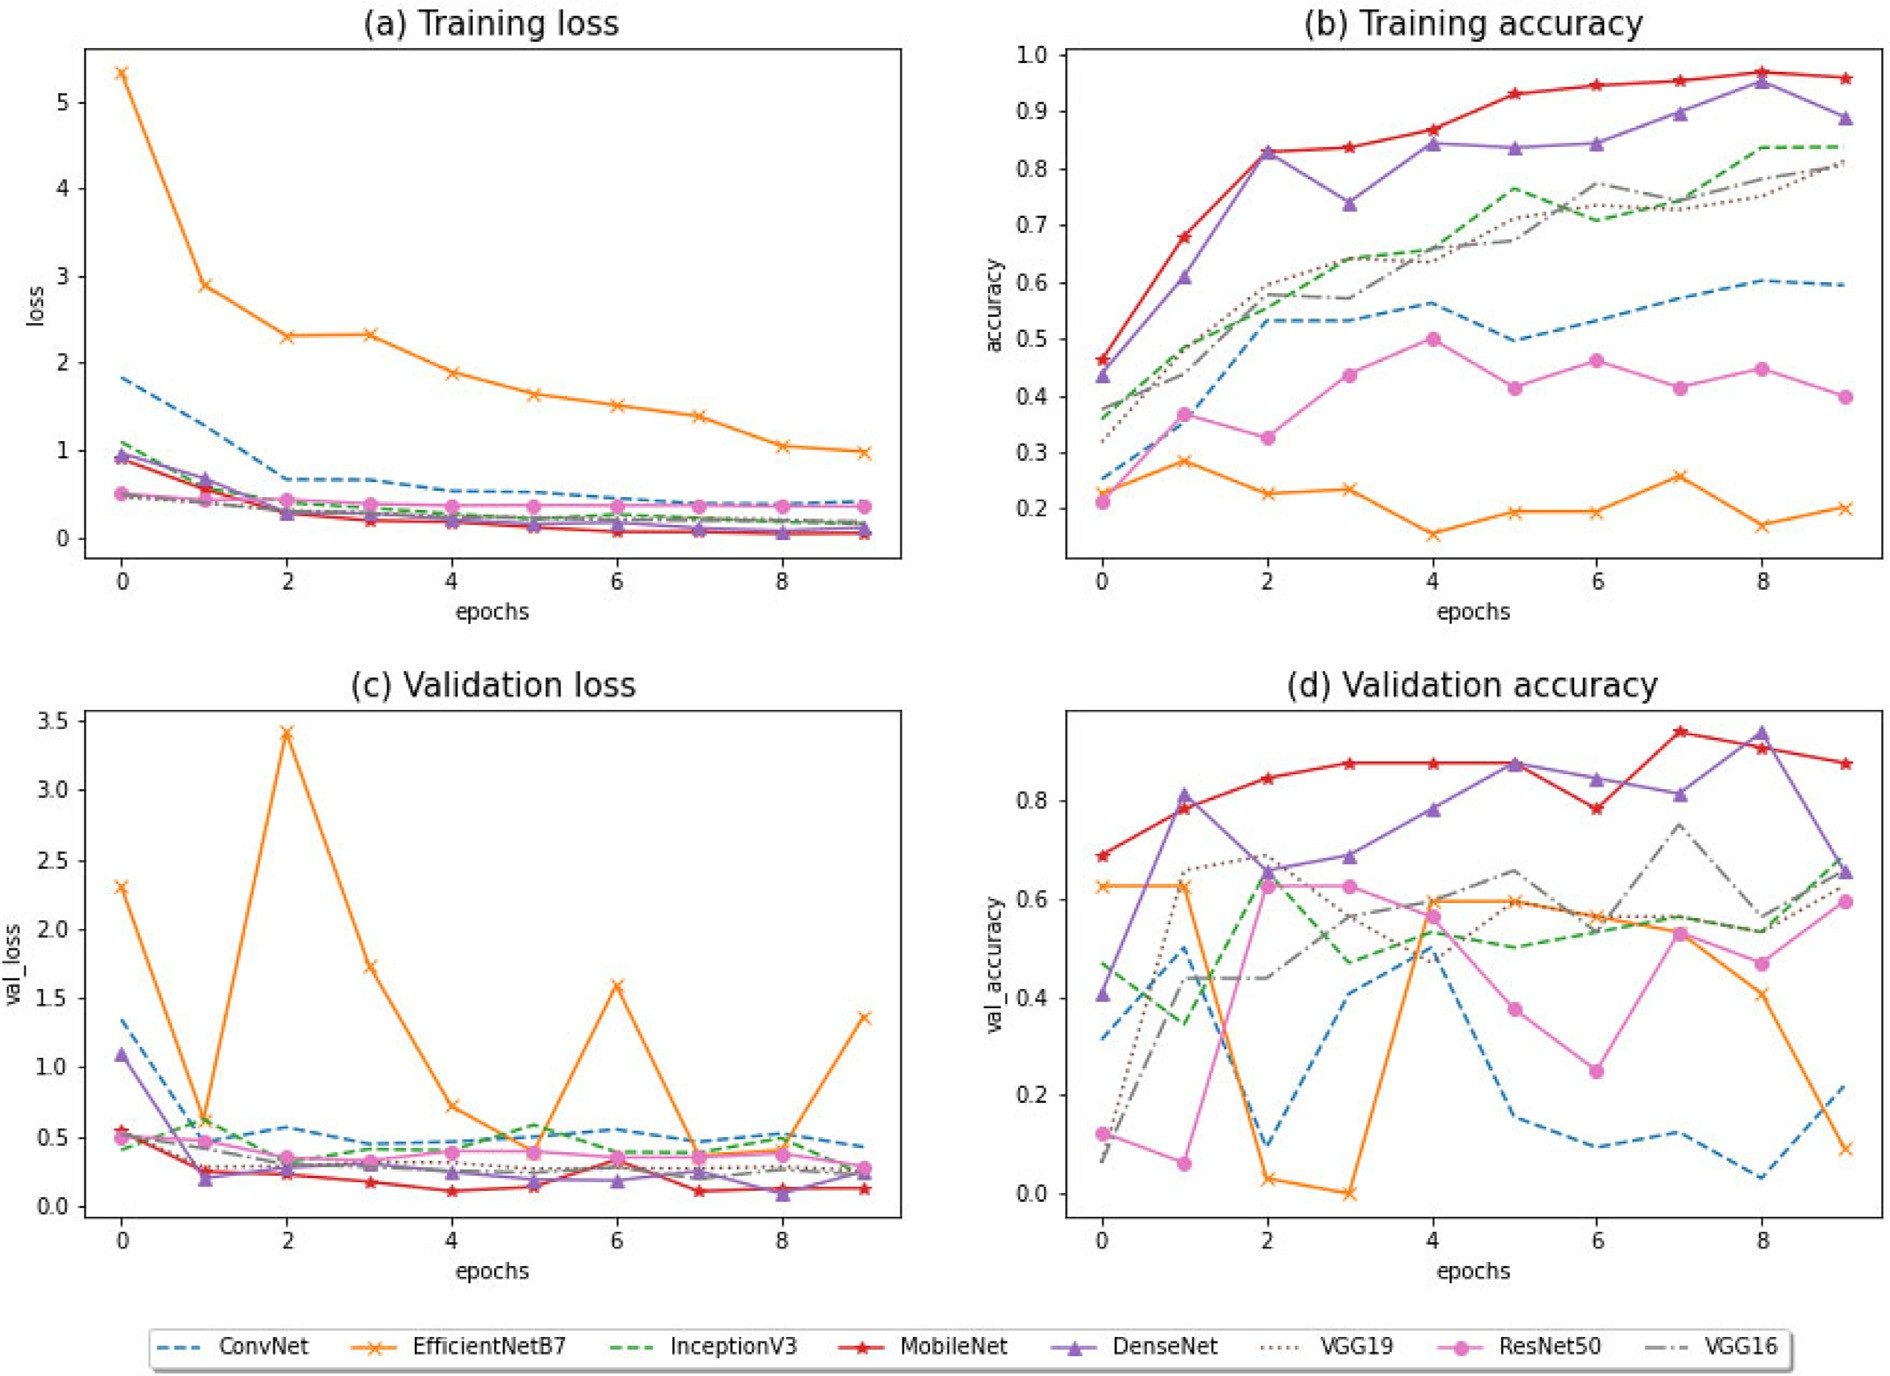 (a) Training loss
5
4
3
2
1
0
loss
0 2 4 6 8
epochs
(b) Training accuracy
1.0
0.9
0.8
0.7
0.6
0.5
0.4
0.3
0.2
accuracy
0 2 4 6 8
epochs
(c) Validation loss
3.5
3.0
2.5
2.0
1.5
1.0
0.5
0.0
val_loss
0 2 4 6 8
epochs
(d) Validation accuracy
0.8
0.6
0.4
0.2
0.0
val_accuracy
0 2 4 6 8
epochs
ConvNet EfficientNetB7 InceptionV3 MobileNet DenseNet VGG19 ResNet50 VGG16